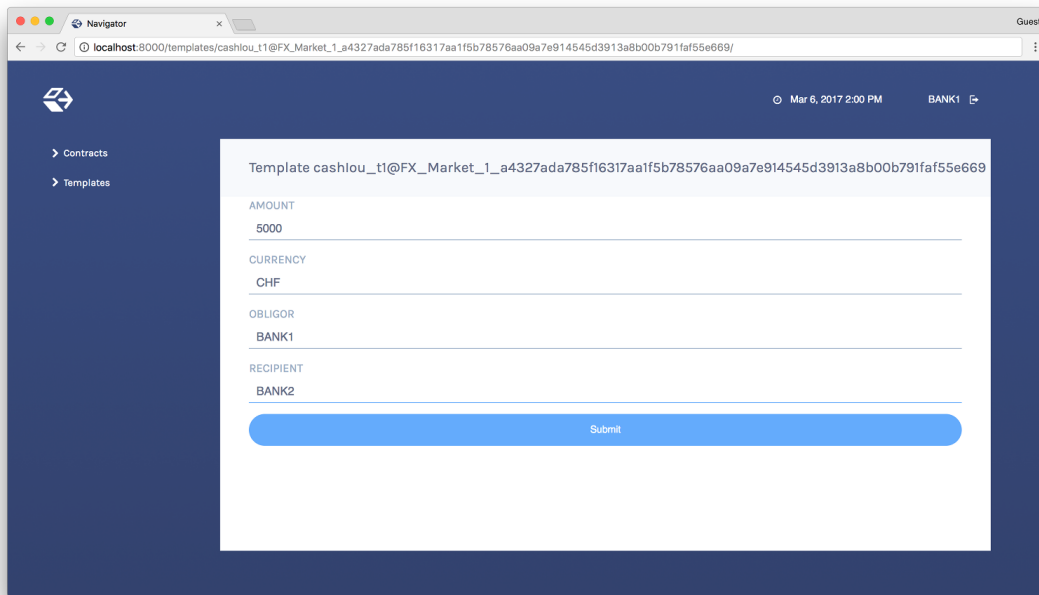 Navigator
Guest
localhost:8000/templates/cashIou_t1@FX_Market_1_a4327ada785f16317aa1f5b78576aa09a7e914545d3913a8b00b791faf55e669/
Mar 6, 2017 2:00 PM
BANK1
Contracts
Templates
Template cashIou_t1@FX_Market_1_a4327ada785f16317aa1f5b78576aa09a7e914545d3913a8b00b791faf55e669
AMOUNT
5000
CURRENCY
CHF
OBLIGOR
BANK1
RECIPIENT
BANK2
Submit